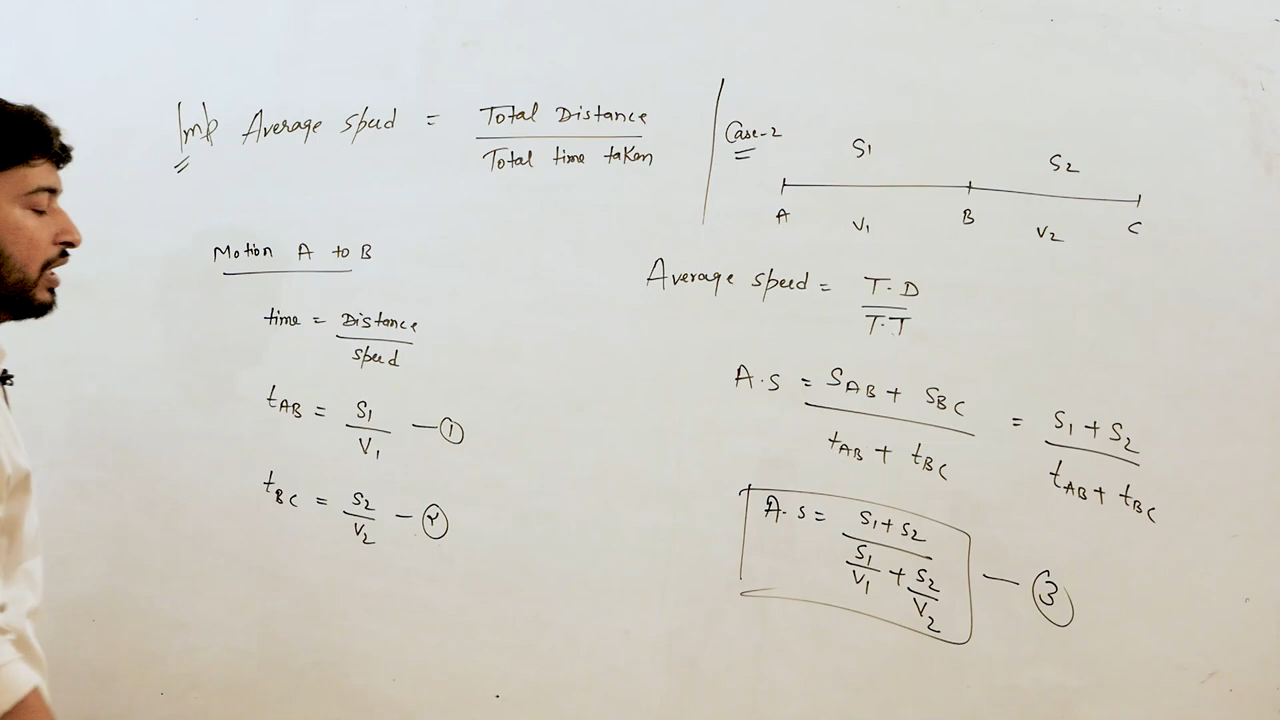 Imp Average speed = Total Distance / Total time taken
Motion A to B
time = Distance / speed
tAB = S1 / V1 — ①
tBC = S2 / V2 — ②
Case-2
S1 S2
A B C
V1 V2
Average speed = T.D / T.T
A.S = SAB + SBC / tAB + tBC = S1 + S2 / tAB + tBC
A.S = S1 + S2 / S1/V1 + S2/V2 — ③